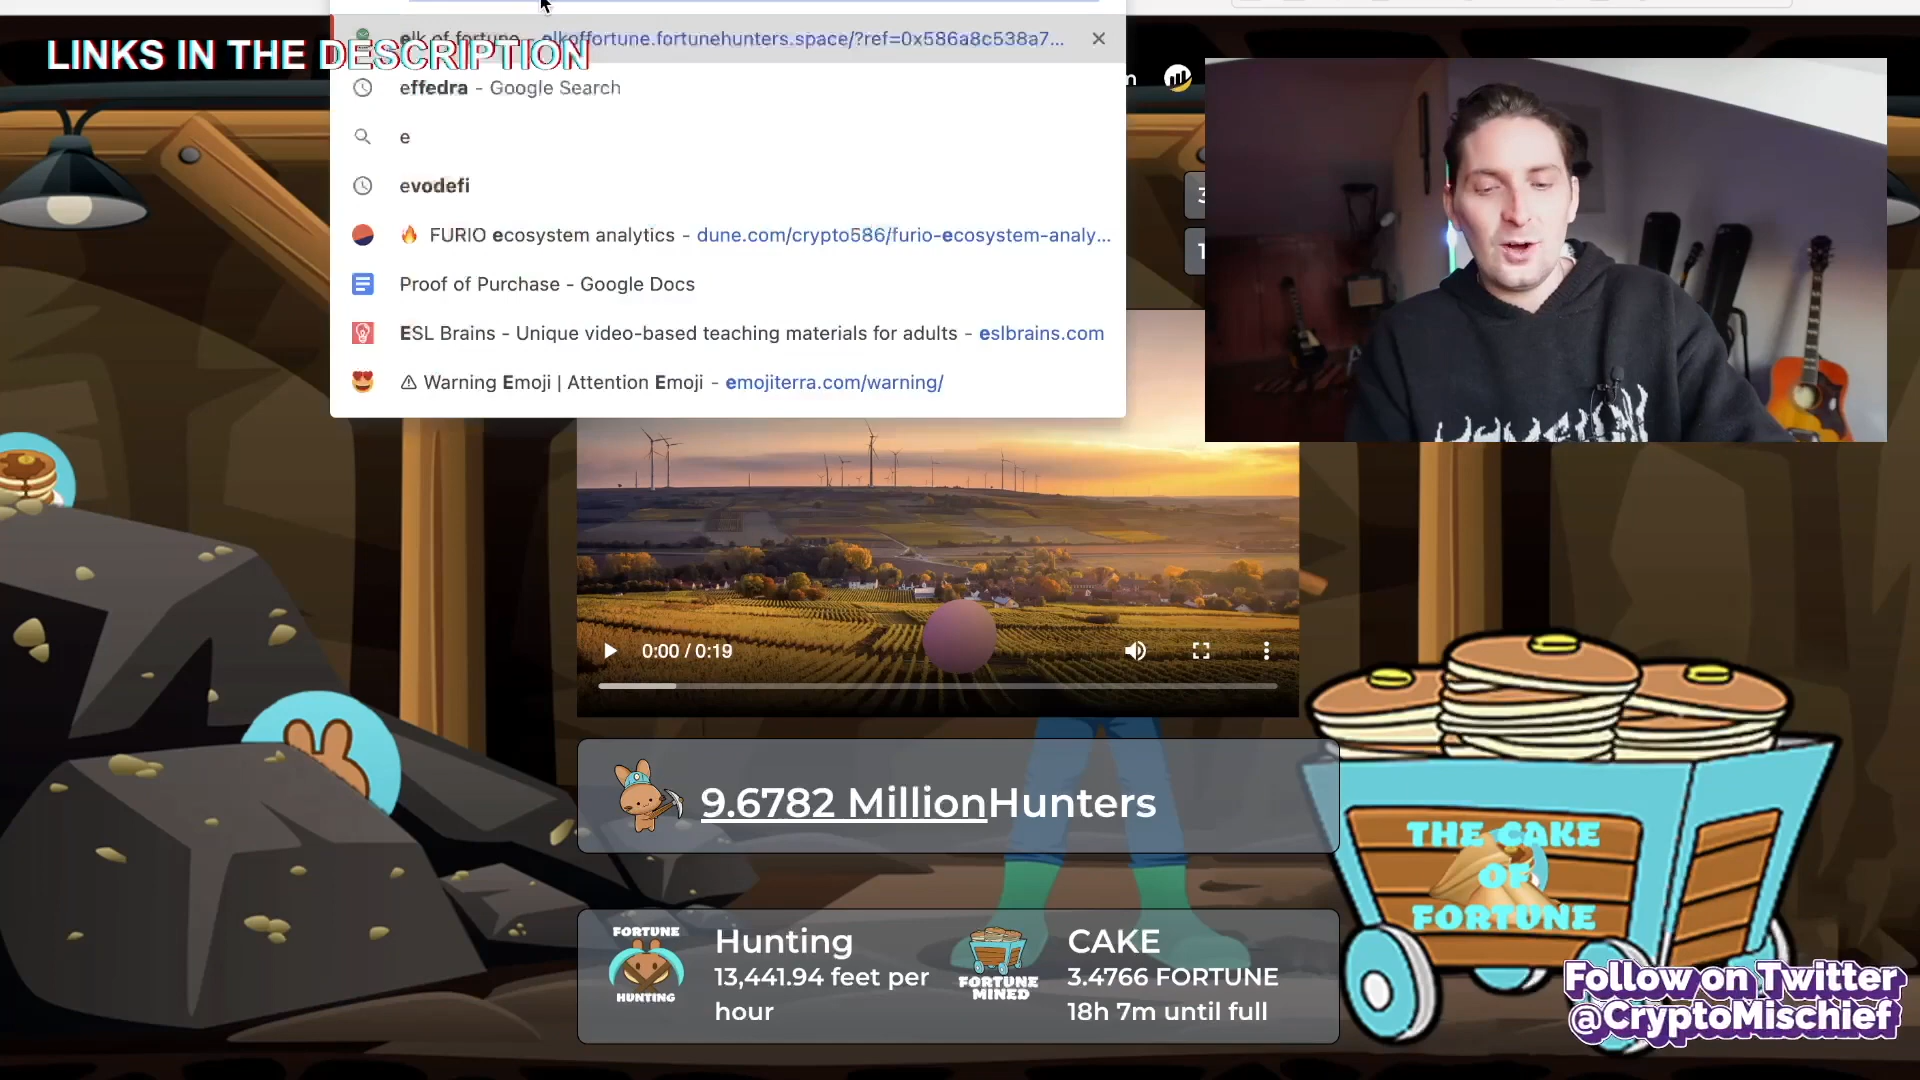 elk of fortune - elkoffortune.fortunehunters.space/?ref=0x586a8c538a7...
LINKS IN THE DESCRIPTION
effedra - Google Search
e
evodefi
FURIO ecosystem analytics - dune.com/crypto586/furio-ecosystem-analy...
Proof of Purchase - Google Docs
ESL Brains - Unique video-based teaching materials for adults - eslbrains.com
Warning Emoji | Attention Emoji - emojiterra.com/warning/
0:00 / 0:19
9.6782 MillionHunters
THE CAKE
OF
FORTUNE
FORTUNE
HUNTING
Hunting
13,441.94 feet per
hour
FORTUNE
MINED
CAKE
3.4766 FORTUNE
18h 7m until full
Follow on Twitter
@CryptoMischief